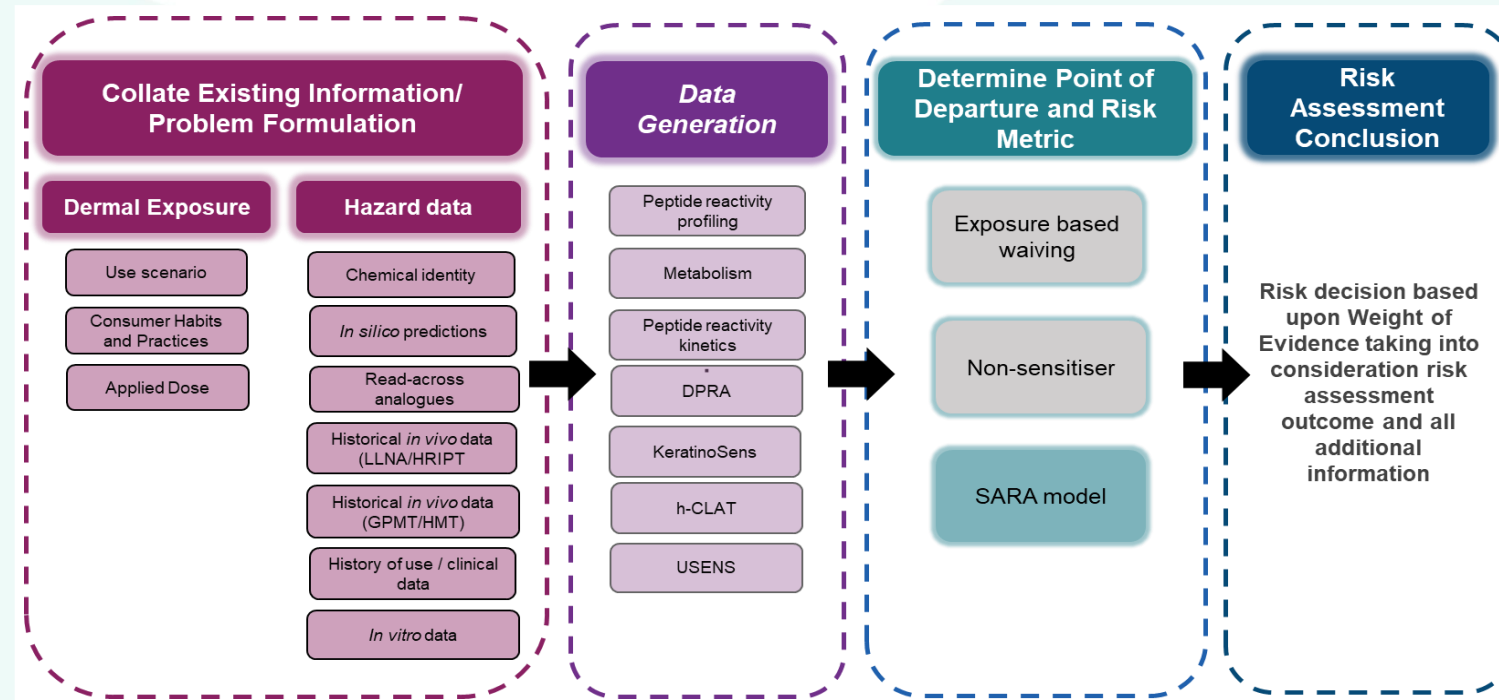 Collate Existing Information/
Problem Formulation
Dermal Exposure
Use scenario
Consumer Habits
and Practices
Applied Dose
Hazard data
Chemical identity
In silico predictions
Read-across
analogues
Historical in vivo data
(LLNA/HRIPT
Historical in vivo data
(GPMT/HMT)
History of use / clinical
data
In vitro data
Data
Generation
Peptide reactivity
profiling
Metabolism
Peptide reactivity
kinetics
DPRA
KeratinoSens
h-CLAT
USENS
Determine Point of
Departure and Risk
Metric
Exposure based
waiving
Non-sensitiser
SARA model
Risk
Assessment
Conclusion
Risk decision based
upon Weight of
Evidence taking into
consideration risk
assessment
outcome and all
additional
information